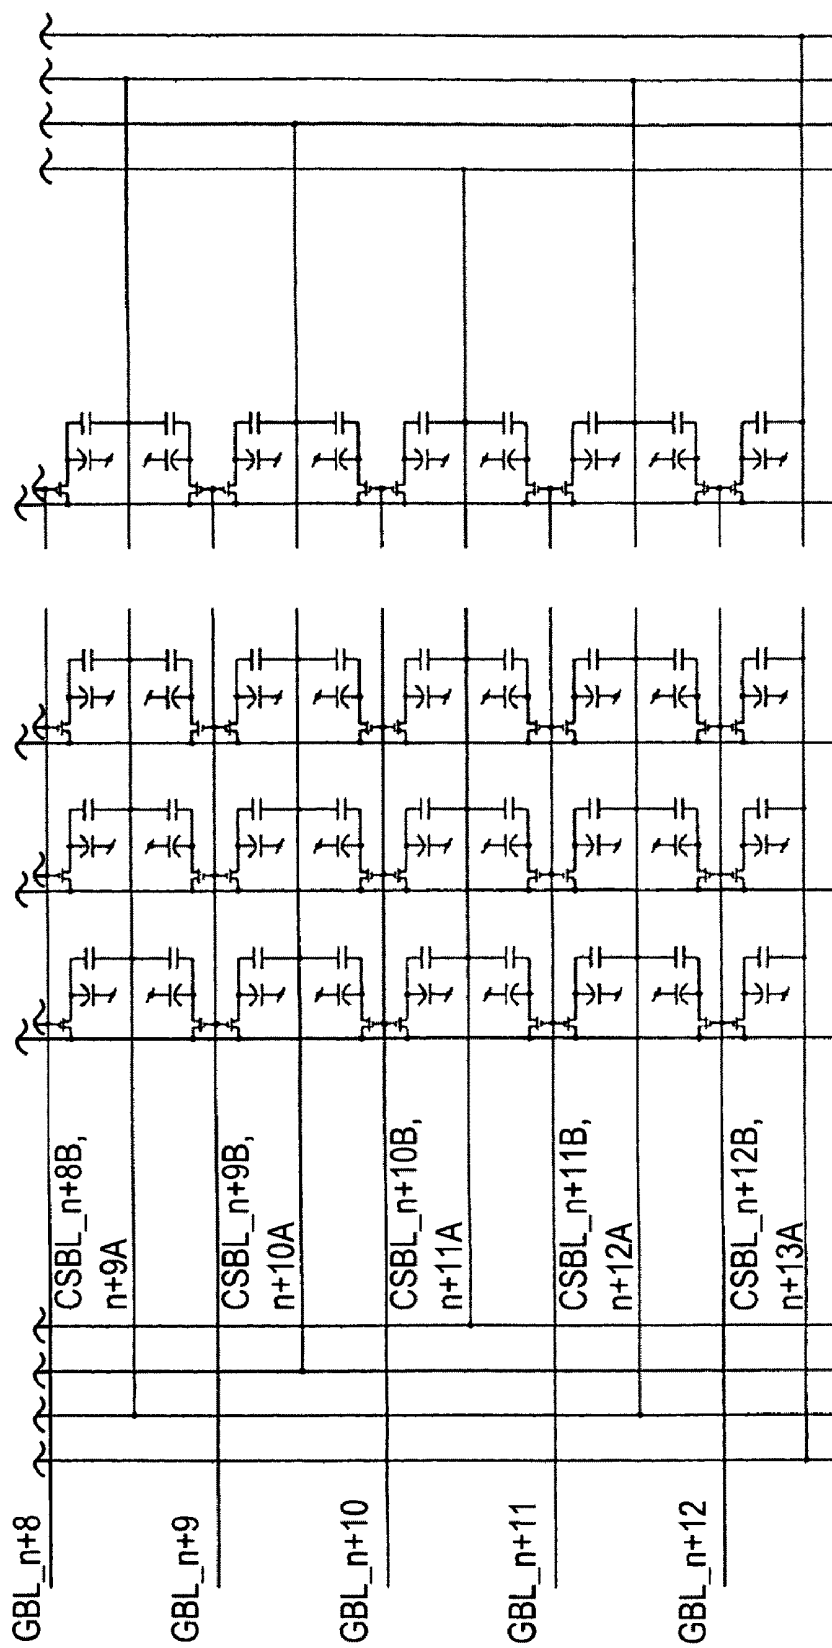 GBL_n+8
CSBL_n+8B,
n+9A
GBL_n+9
CSBL_n+9B,
n+10A
GBL_n+10
CSBL_n+10B,
n+11A
GBL_n+11
CSBL_n+11B,
n+12A
GBL_n+12
CSBL_n+12B,
n+13A